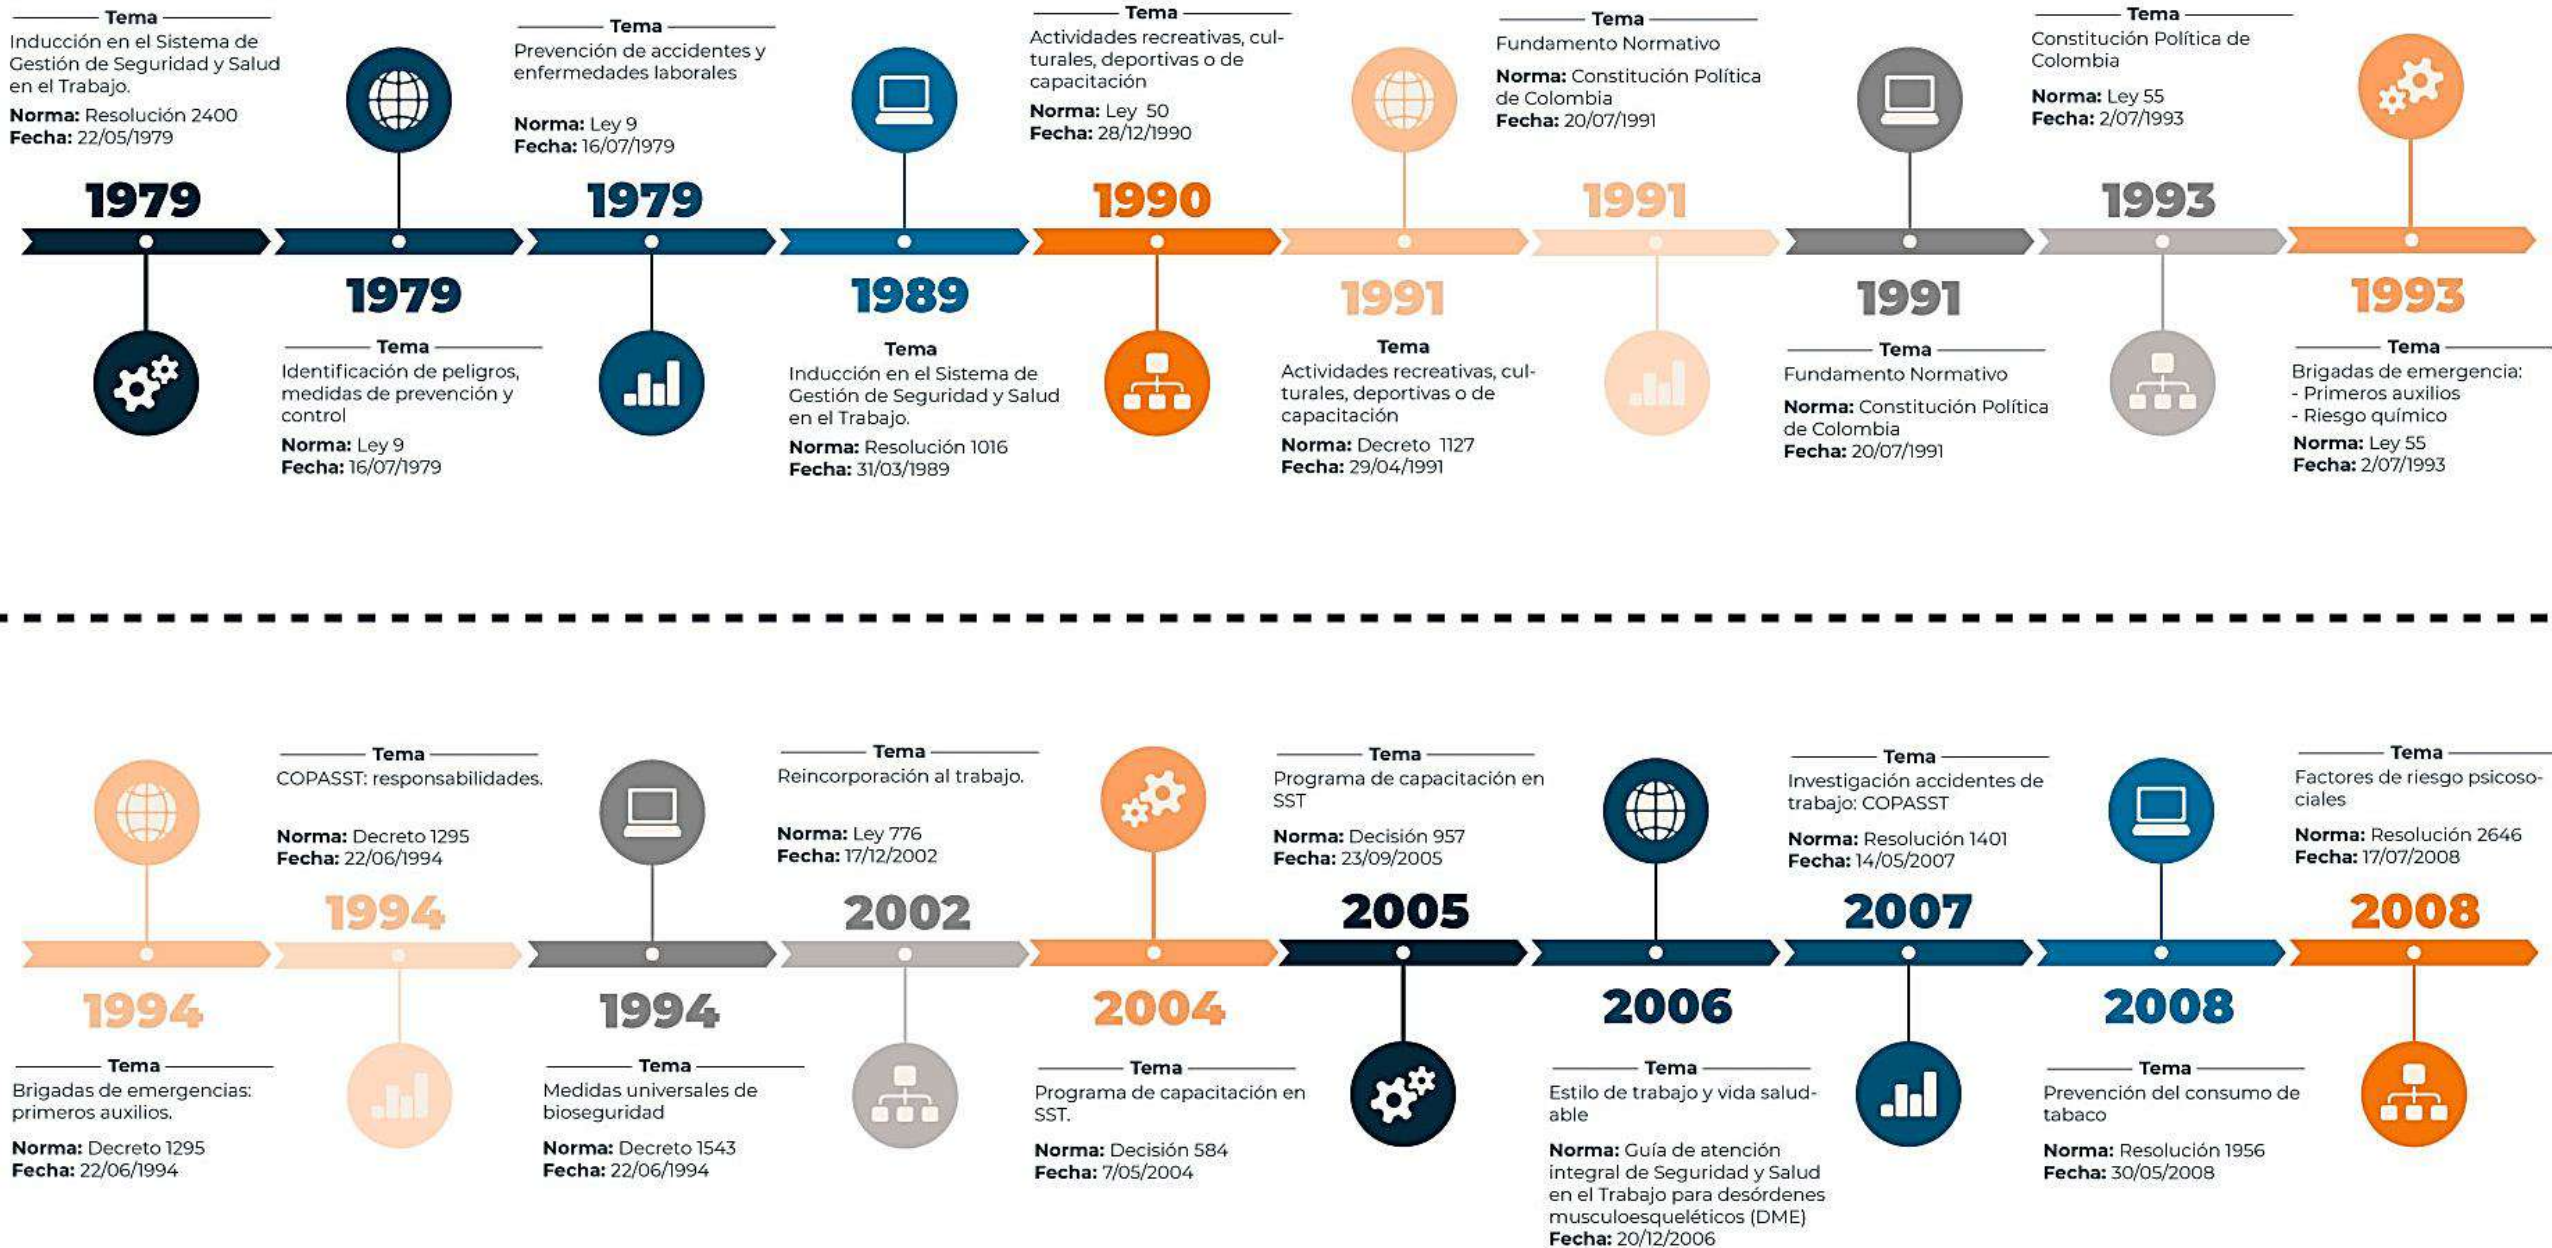 Tema
Inducción en el Sistema de
Gestión de Seguridad y Salud
en el Trabajo.
Norma: Resolución 2400
Fecha: 22/05/1979
1979
1979
Tema
Identificación de peligros,
medidas de prevención y
control
Norma: Ley 9
Fecha: 16/07/1979
Tema
Prevención de accidentes y
enfermedades laborales
Norma: Ley 9
Fecha: 16/07/1979
1979
1989
Tema
Inducción en el Sistema de
Gestión de Seguridad y Salud
en el Trabajo.
Norma: Resolución 1016
Fecha: 31/03/1989
Tema
Actividades recreativas, cul-
turales, deportivas o de
capacitación
Norma: Ley 50
Fecha: 28/12/1990
1990
1991
Tema
Actividades recreativas, cul-
turales, deportivas o de
capacitación
Norma: Decreto 1127
Fecha: 29/04/1991
Tema
Fundamento Normativo
Norma: Constitución Política
de Colombia
Fecha: 20/07/1991
1991
1991
Tema
Fundamento Normativo
Norma: Constitución Política
de Colombia
Fecha: 20/07/1991
Tema
Constitución Política de
Colombia
Norma: Ley 55
Fecha: 2/07/1993
1993
1993
Tema
Brigadas de emergencia:
- Primeros auxilios
- Riesgo químico
Norma: Ley 55
Fecha: 2/07/1993
1994
Tema
Brigadas de emergencias:
primeros auxilios.
Norma: Decreto 1295
Fecha: 22/06/1994
Tema
COPASST: responsabilidades.
Norma: Decreto 1295
Fecha: 22/06/1994
1994
1994
Tema
Medidas universales de
bioseguridad
Norma: Decreto 1543
Fecha: 22/06/1994
Tema
Reincorporación al trabajo.
Norma: Ley 776
Fecha: 17/12/2002
2002
2004
Tema
Programa de capacitación en
SST.
Norma: Decisión 584
Fecha: 7/05/2004
Tema
Programa de capacitación en
SST
Norma: Decisión 957
Fecha: 23/09/2005
2005
2006
Tema
Estilo de trabajo y vida salud-
able
Norma: Guía de atención
integral de Seguridad y Salud
en el Trabajo para desórdenes
musculoesqueléticos (DME)
Fecha: 20/12/2006
Tema
Investigación accidentes de
trabajo: COPASST
Norma: Resolución 1401
Fecha: 14/05/2007
2007
2008
Tema
Prevención del consumo de
tabaco
Norma: Resolución 1956
Fecha: 30/05/2008
Tema
Factores de riesgo psicoso-
ciales
Norma: Resolución 2646
Fecha: 17/07/2008
2008